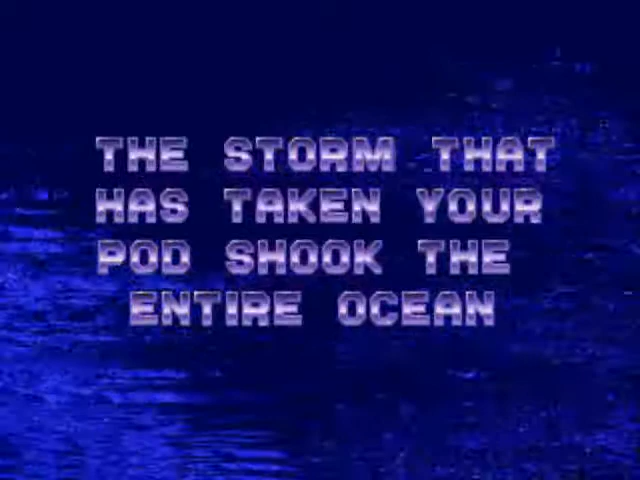 THE STORM THAT
HAS TAKEN YOUR
POD SHOOK THE
ENTIRE OCEAN